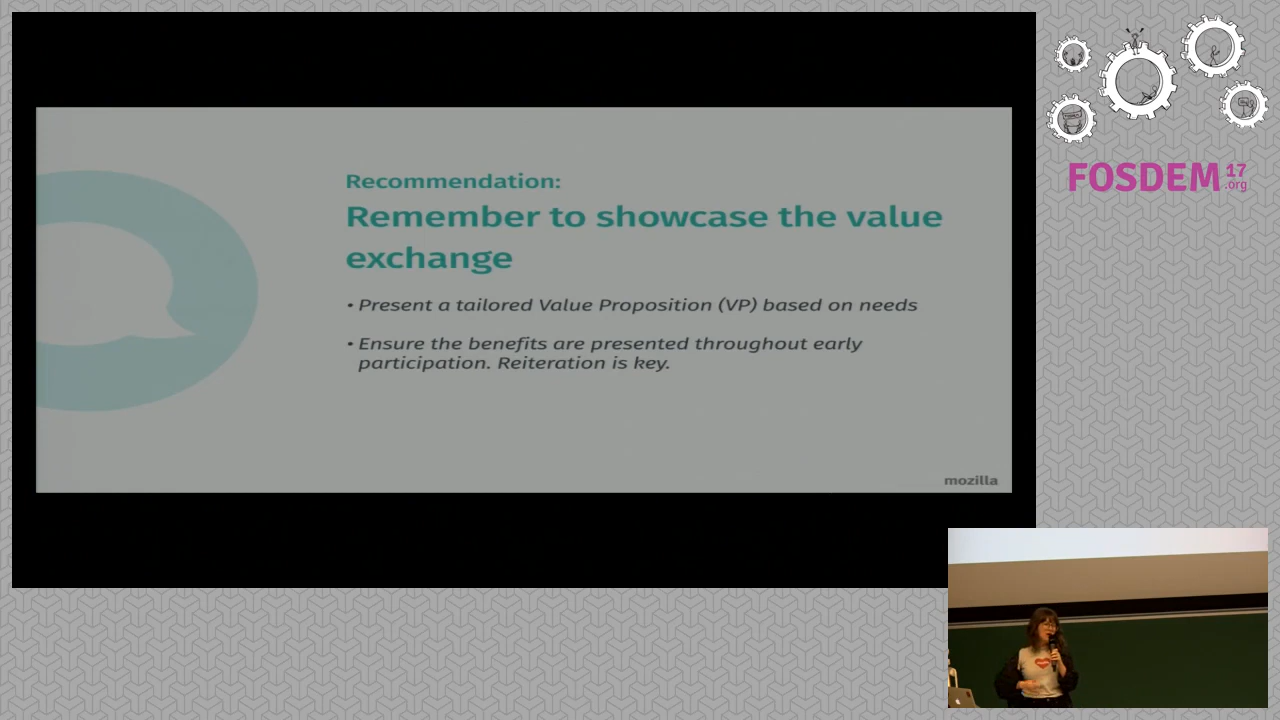 Recommendation:
Remember to showcase the value
exchange
• Present a tailored Value Proposition (VP) based on needs
• Ensure the benefits are presented throughout early
participation. Reiteration is key.
mozilla
FOSDEM 17
.org